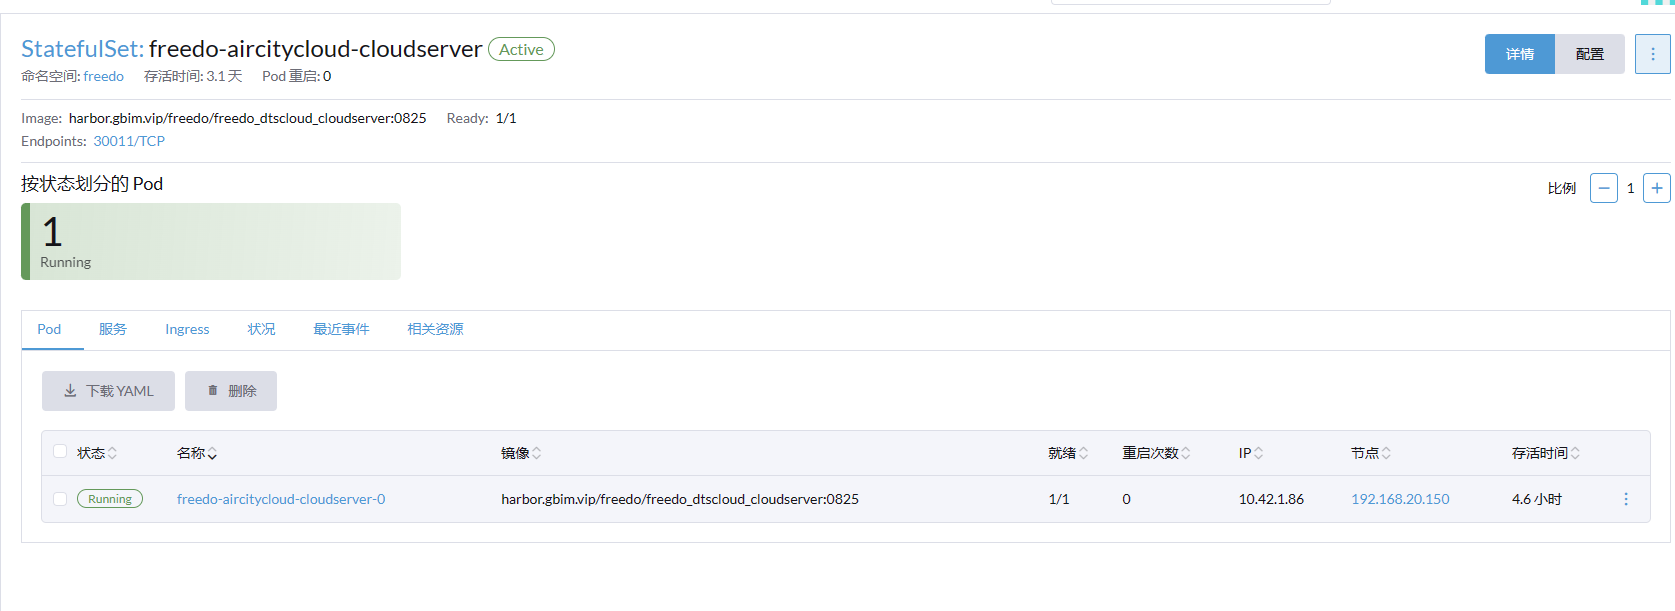 StatefulSet: freedo-aircitycloud-cloudserver Active
详情 配置
命名空间: freedo 存活时间: 3.1 天 Pod 重启: 0
Image: harbor.gbim.vip/freedo/freedo_dtscloud_cloudserver:0825 Ready: 1/1
Endpoints: 30011/TCP
按状态划分的 Pod
比例 − 1 +
1
Running
Pod 服务 Ingress 状况 最近事件 相关资源
下载 YAML 删除
状态 名称 镜像 就绪 重启次数 IP 节点 存活时间
Running freedo-aircitycloud-cloudserver-0 harbor.gbim.vip/freedo/freedo_dtscloud_cloudserver:0825 1/1 0 10.42.1.86 192.168.20.150 4.6 小时